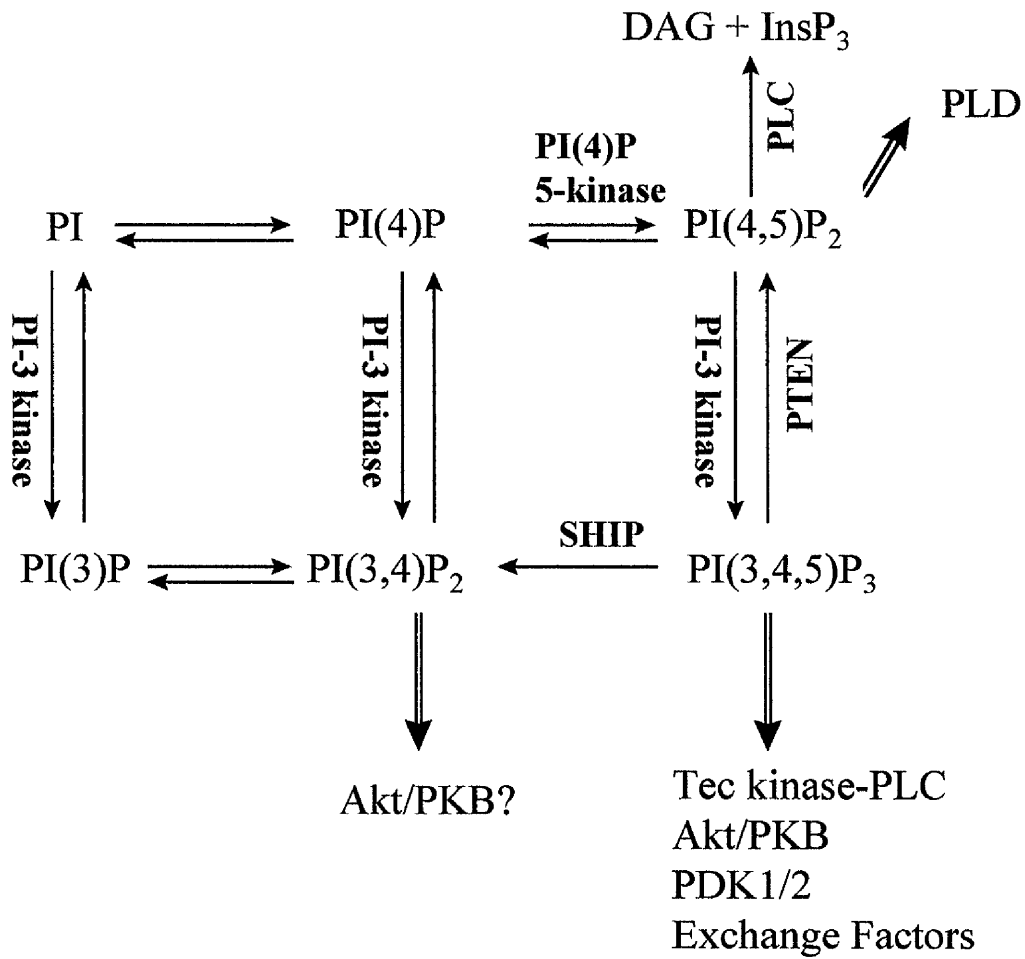 DAG + InsP3
PLC
PLD
PI(4)P
5-kinase
PI
PI(4)P
PI(4,5)P2
PI-3 kinase
PI-3 kinase
PI-3 kinase
PTEN
SHIP
PI(3)P
PI(3,4)P2
PI(3,4,5)P3
Akt/PKB?
Tec kinase-PLC
Akt/PKB
PDK1/2
Exchange Factors